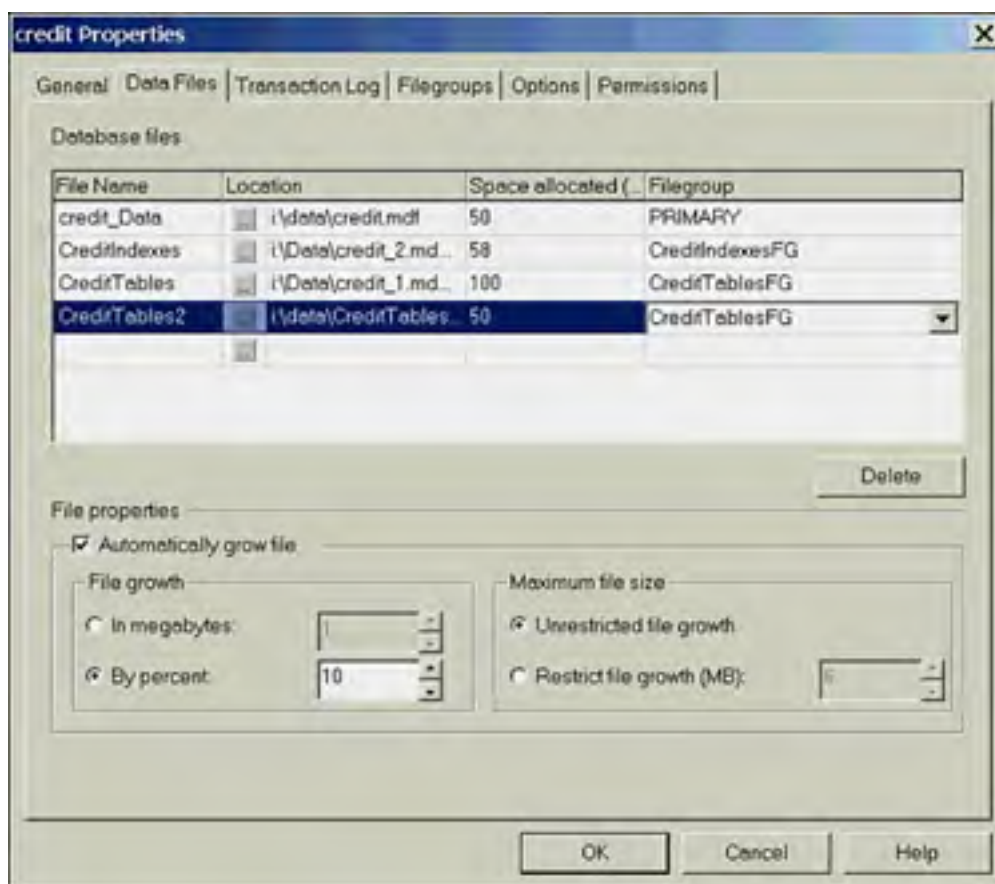 credit Properties
General Data Files Transaction Log Filegroups Options Permissions
Database files
File Name Location Space allocated (... Filegroup
credit_Data ... i:\data\credit.mdf 50 PRIMARY
CreditIndexes ... i:\Data\credit_2.md... 58 CreditIndexesFG
CreditTables ... i:\Data\credit_1.md... 100 CreditTablesFG
CreditTables2 ... i:\data\CreditTables... 50 CreditTablesFG
...
Delete
File properties
Automatically grow file
File growth Maximum file size
In megabytes: 1 Unrestricted file growth
By percent: 10 Restrict file growth (MB): 6
OK Cancel Help